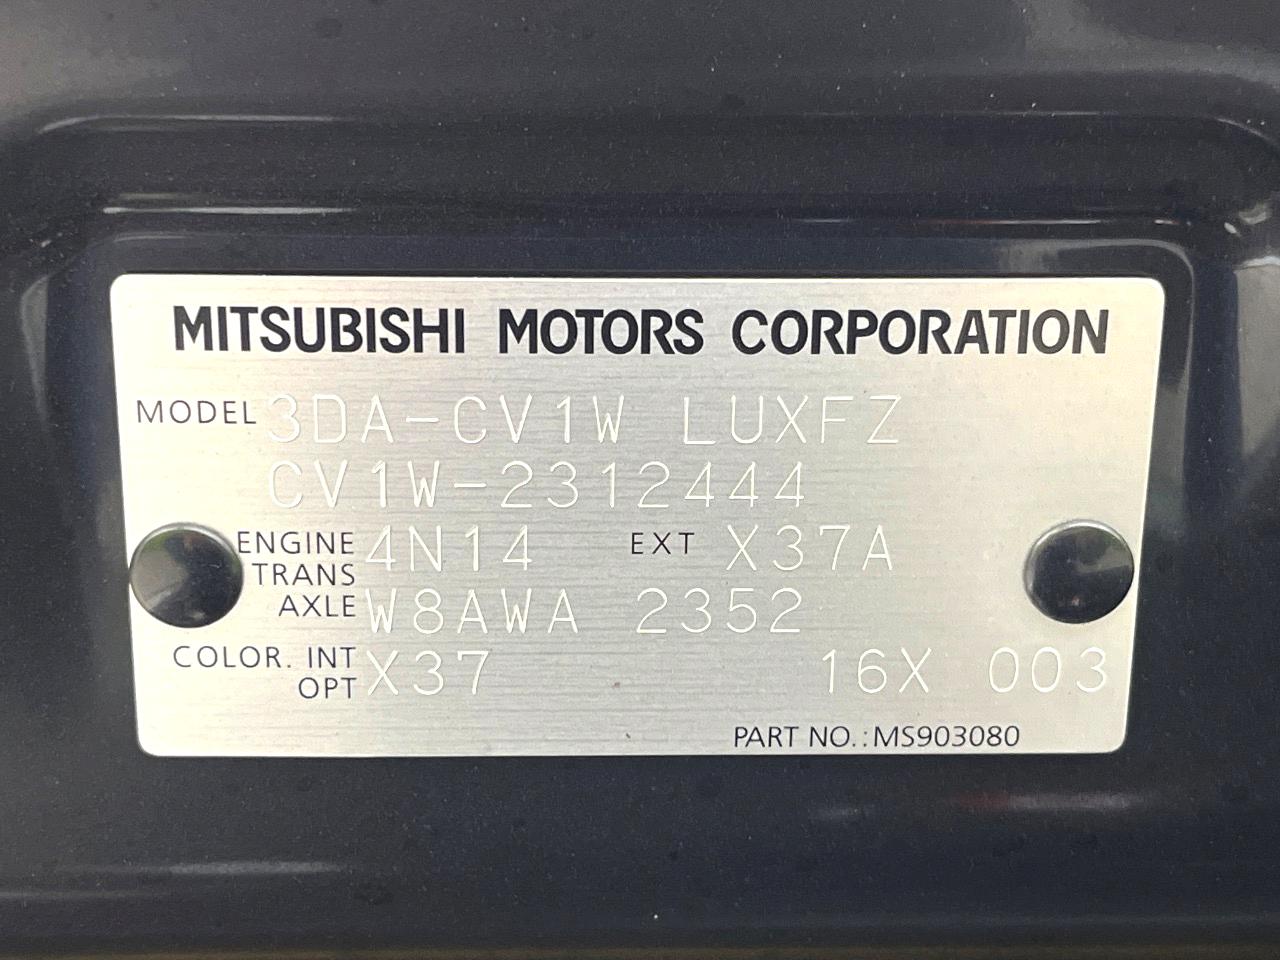 MITSUBISHI MOTORS CORPORATION
MODEL 3DA-CV1W LUXFZ
CV1W-2312444
ENGINE 4N14 EXT X37A
TRANS
AXLE W8AWA 2352
COLOR. INT X37 16X 003
OPT
PART NO.:MS903080